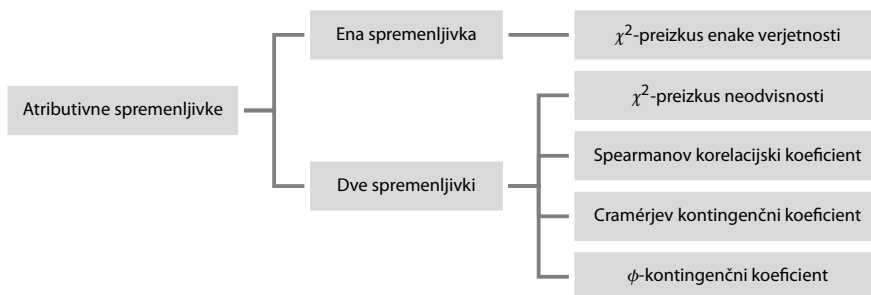 Atributivne spremenljivke
Ena spremenljivka
χ²-preizkus enake verjetnosti
Dve spremenljivki
χ²-preizkus neodvisnosti
Spearmanov korelacijski koeficient
Cramérjev kontingenčni koeficient
ϕ-kontingenčni koeficient